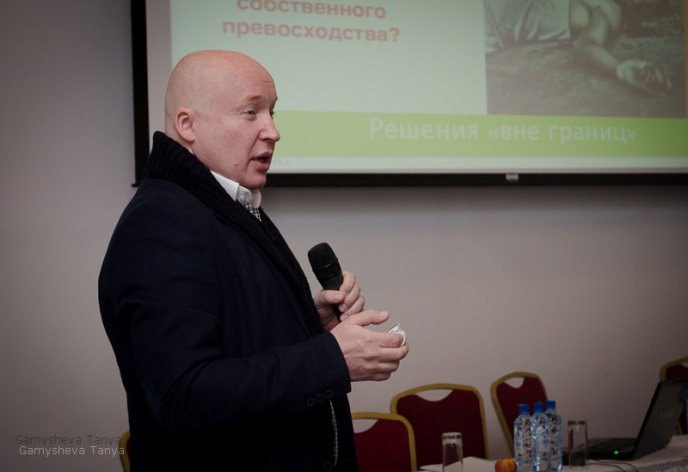 собственного
превосходства?
Решения «вне границ»
Garnysheva Tanya
Garnysheva Tanya